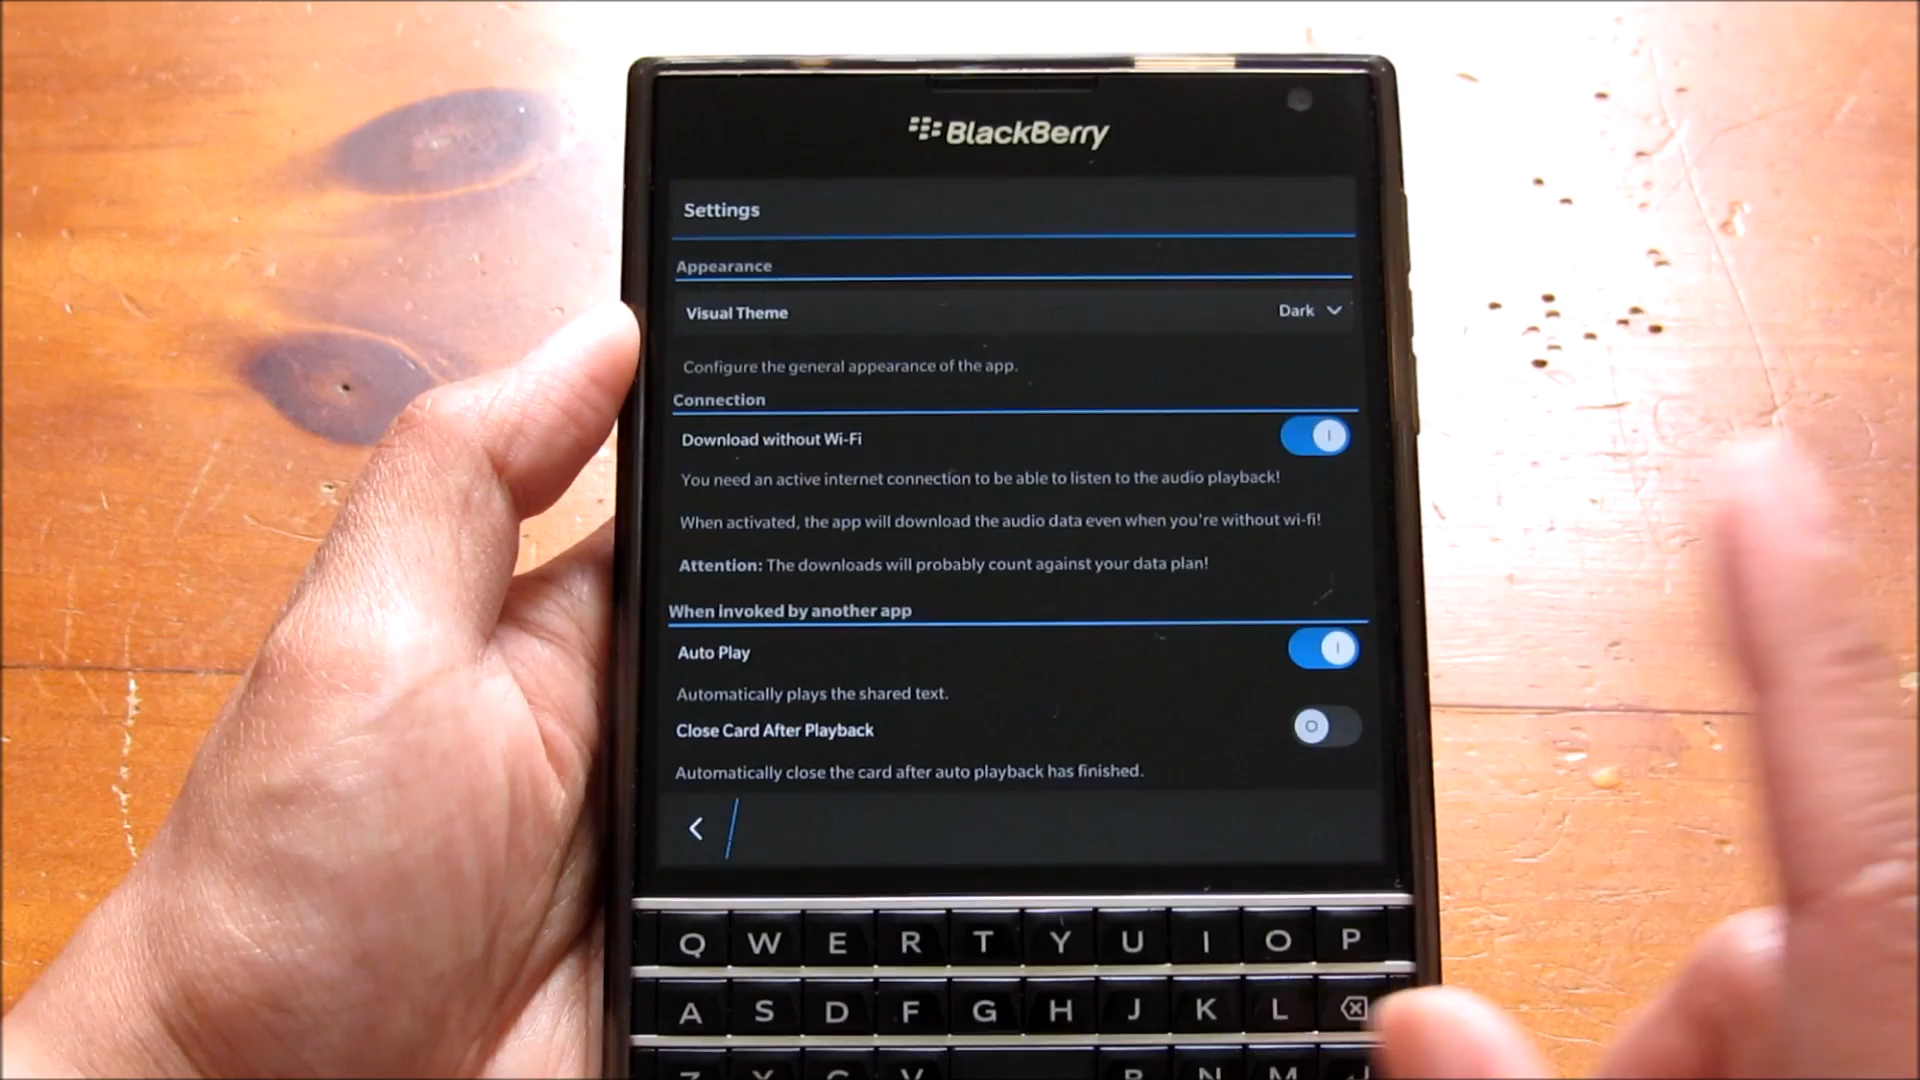 BlackBerry
Settings
Appearance
Visual Theme Dark
Configure the general appearance of the app.
Connection
Download without Wi-Fi
You need an active internet connection to be able to listen to the audio playback!
When activated, the app will download the audio data even when you're without wi-fi!
Attention: The downloads will probably count against your data plan!
When invoked by another app
Auto Play
Automatically plays the shared text.
Close Card After Playback
Automatically close the card after auto playback has finished.
Q W E R T Y U I O P
A S D F G H J K L
Z X C V B N M